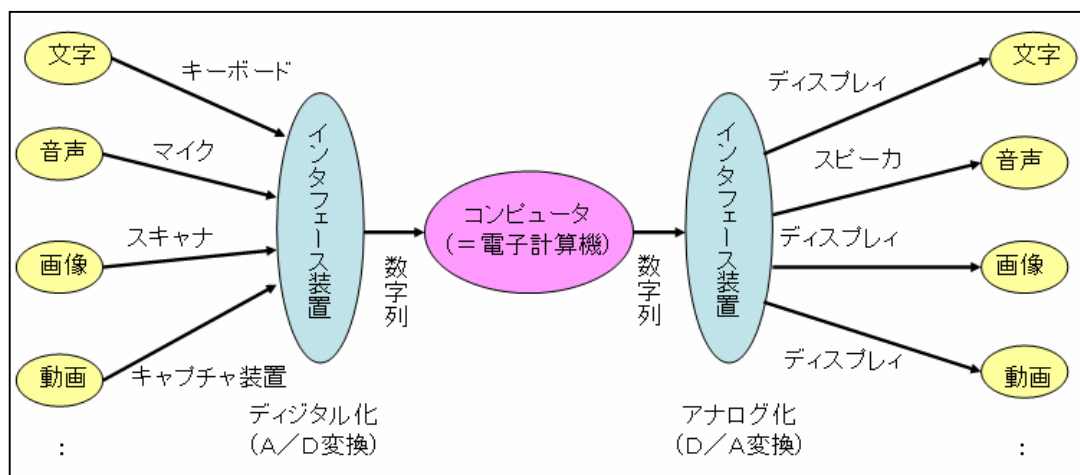 文字
キーボード
音声
マイク
画像
スキャナ
動画
キャプチャ装置
:
インタフェース装置
ディジタル化
(A/D変換)
数字列
コンピュータ
(=電子計算機)
数字列
インタフェース装置
アナログ化
(D/A変換)
ディスプレイ
文字
スピーカ
音声
ディスプレイ
画像
ディスプレイ
動画
: